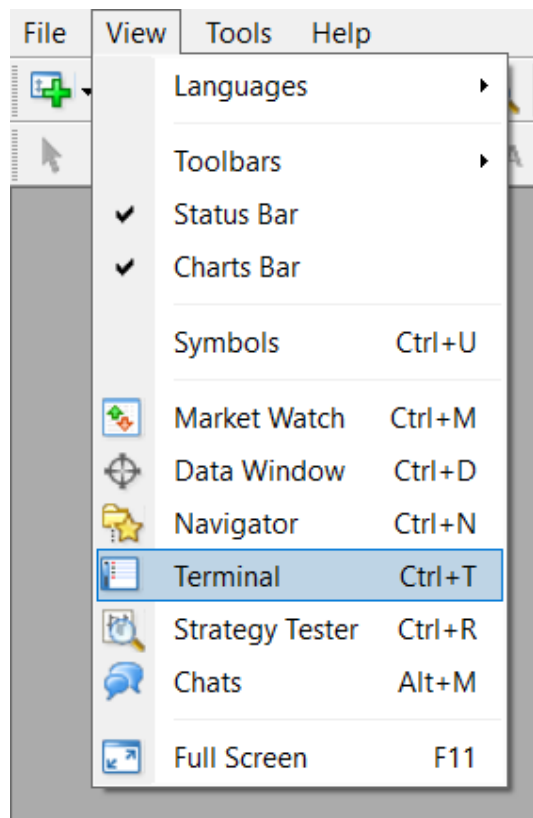 File View Tools Help
Languages
Toolbars
Status Bar
Charts Bar
Symbols Ctrl+U
Market Watch Ctrl+M
Data Window Ctrl+D
Navigator Ctrl+N
Terminal Ctrl+T
Strategy Tester Ctrl+R
Chats Alt+M
Full Screen F11